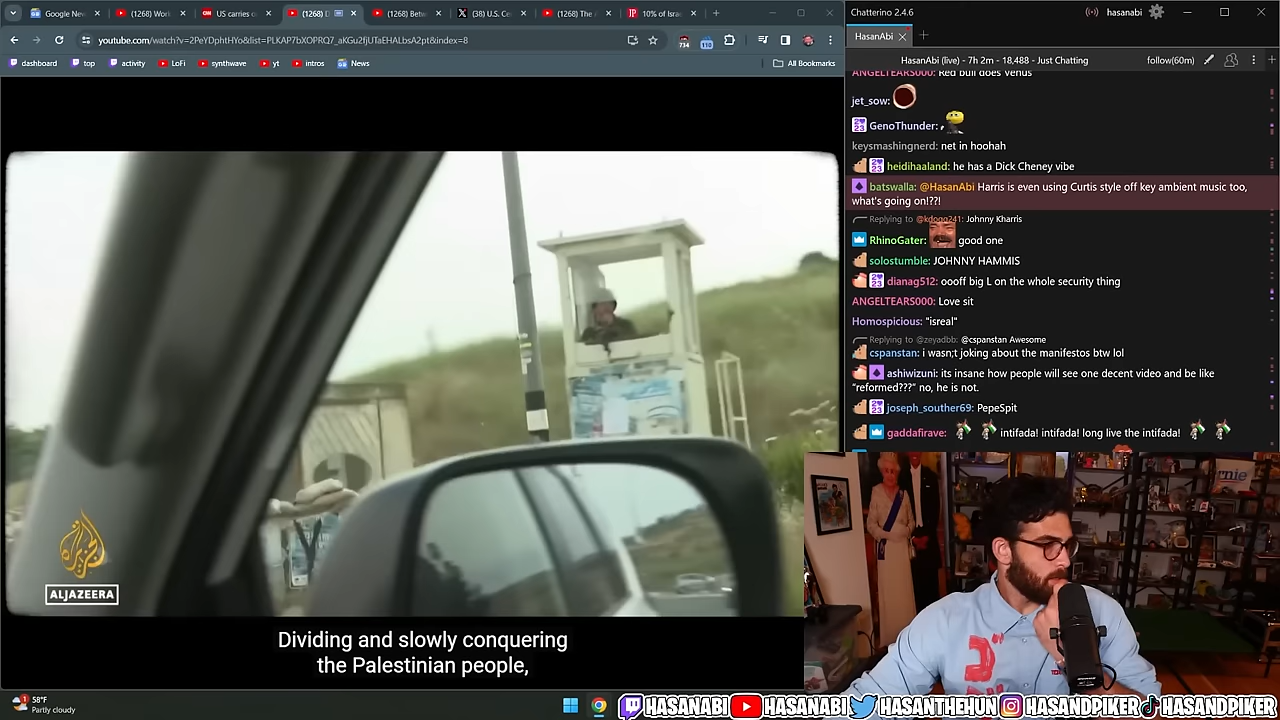 Google New
(1268) Work
US carries o
(1268) D
(1268) Betw
(38) U.S. Ce
(1268) The A
10% of Isra
youtube.com/watch?v=2PeYDphtHYo&list=PLKAP7bXOPRQ7_aKGu2fjUTaEHALbsA2pt&index=8
734
110
dashboard
top
activity
LoFi
synthwave
yt
intros
News
All Bookmarks
ALJAZEERA
Dividing and slowly conquering
the Palestinian people,
Chatterino 2.4.6
hasanabi
HasanAbi
HasanAbi (live) - 7h 2m - 18,488 - Just Chatting
follow(60m)
ANGELTEARS000: Red bull does Venus
jet_sow:
GenoThunder:
keysmashingnerd: net in hoohah
heidihaaland: he has a Dick Cheney vibe
batswalla: @HasanAbi Harris is even using Curtis style off key ambient music too,
what's going on!??!
Replying to @kdogg241: Johnny Kharris
RhinoGater: good one
solostumble: JOHNNY HAMMIS
dianag512: oooff big L on the whole security thing
ANGELTEARS000: Love sit
Homospicious: "isreal"
Replying to @zeyadbb: @cspanstan Awesome
cspanstan: i wasn;t joking about the manifestos btw lol
ashiwizuni: its insane how people will see one decent video and be like
"reformed???" no, he is not.
joseph_souther69: PepeSpit
gaddafirave: intifada! intifada! long live the intifada!
58°F
Partly cloudy
HASANABI
HASANABI
HASANTHEHUN
HASANDPIKER
HASANDPIKER